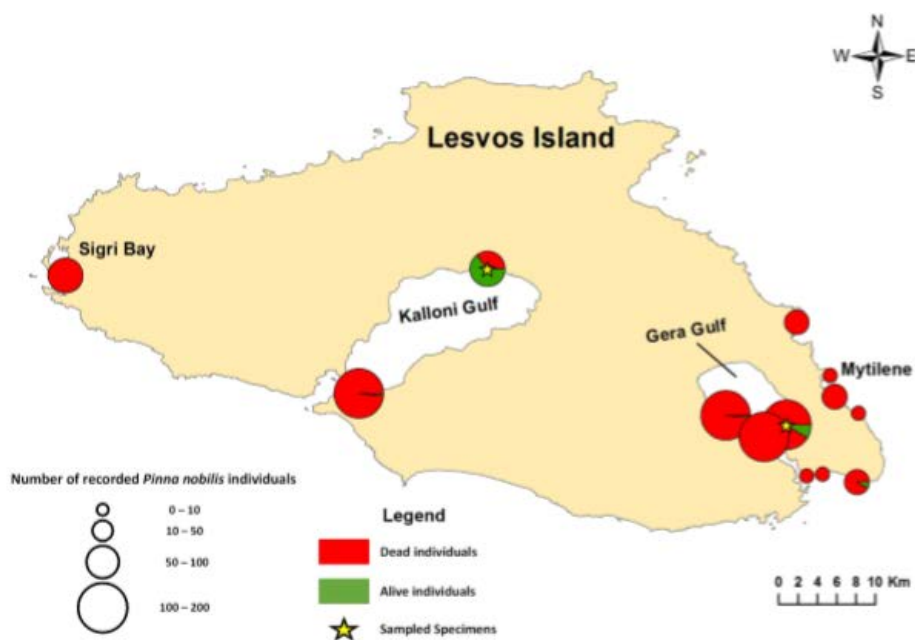 N
W E
S
Lesvos Island
Sigri Bay
Kalloni Gulf
Gera Gulf
Mytilene
Number of recorded Pinna nobilis individuals
0 – 10
10 – 50
50 – 100
100 – 200
Legend
Dead individuals
Alive individuals
Sampled Specimens
0 2 4 6 8 10 Km